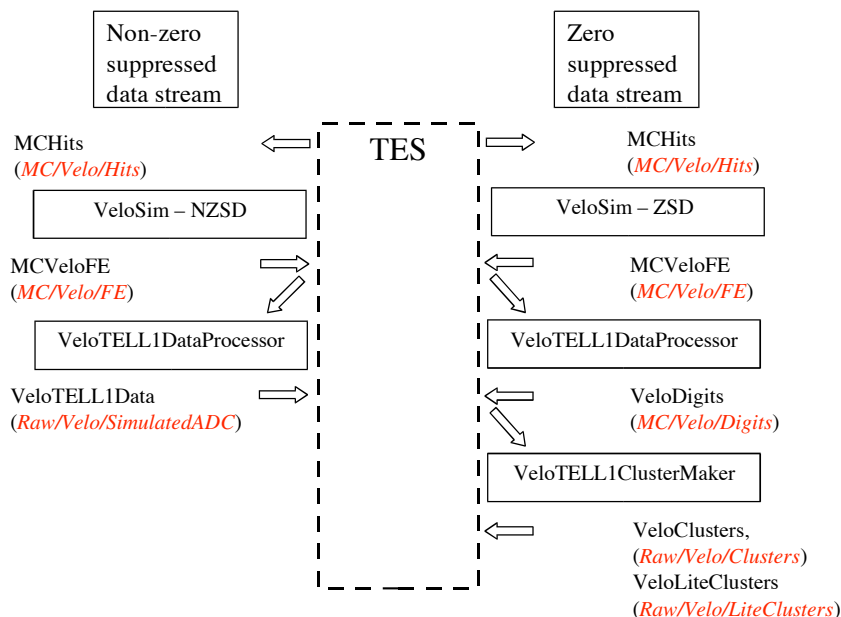 Non-zero
suppressed
data stream
MCHits
(MC/Velo/Hits)
VeloSim – NZSD
MCVeloFE
(MC/Velo/FE)
VeloTELL1DataProcessor
VeloTELL1Data
(Raw/Velo/SimulatedADC)
TES
Zero
suppressed
data stream
MCHits
(MC/Velo/Hits)
VeloSim – ZSD
MCVeloFE
(MC/Velo/FE)
VeloTELL1DataProcessor
VeloDigits
(MC/Velo/Digits)
VeloTELL1ClusterMaker
VeloClusters,
(Raw/Velo/Clusters)
VeloLiteClusters
(Raw/Velo/LiteClusters)